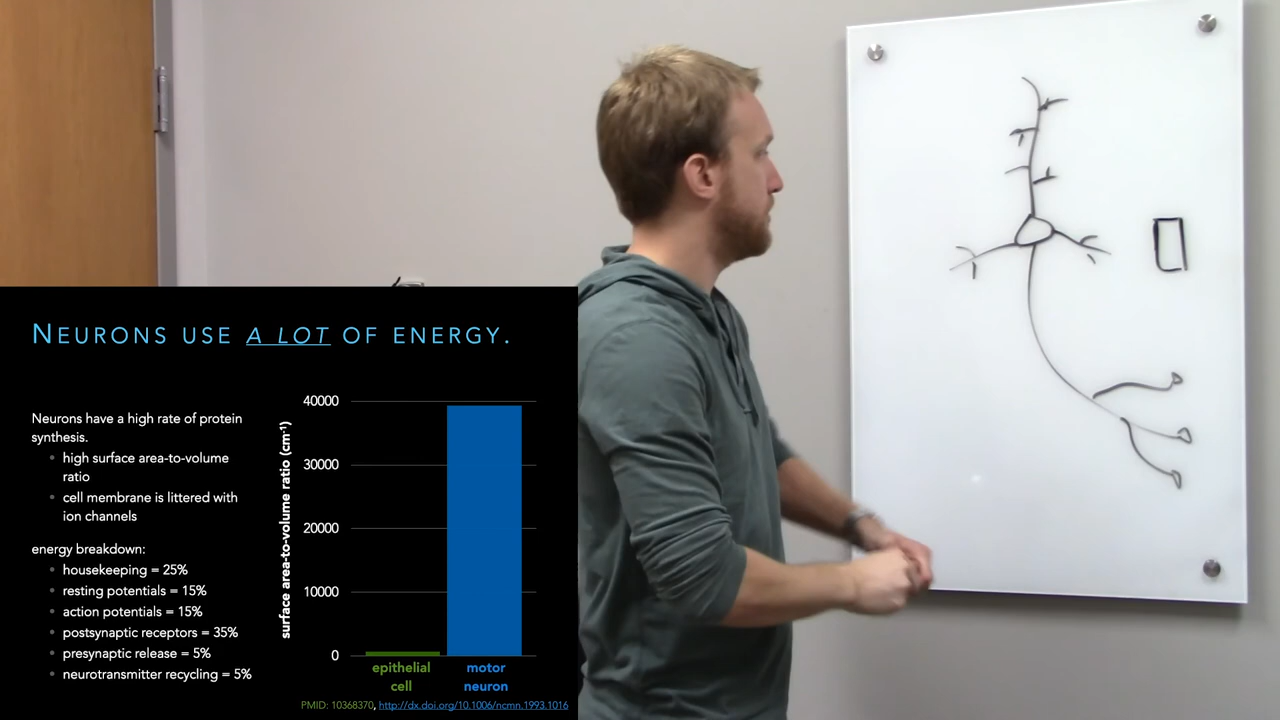 NEURONS USE A LOT OF ENERGY.
Neurons have a high rate of protein
synthesis.
• high surface area-to-volume
ratio
• cell membrane is littered with
ion channels
energy breakdown:
• housekeeping = 25%
• resting potentials = 15%
• action potentials = 15%
• postsynaptic receptors = 35%
• presynaptic release = 5%
• neurotransmitter recycling = 5%
surface area-to-volume ratio (cm⁻¹)
40000
30000
20000
10000
0
epithelial
cell
motor
neuron
PMID: 10368370, http://dx.doi.org/10.1006/ncmn.1993.1016